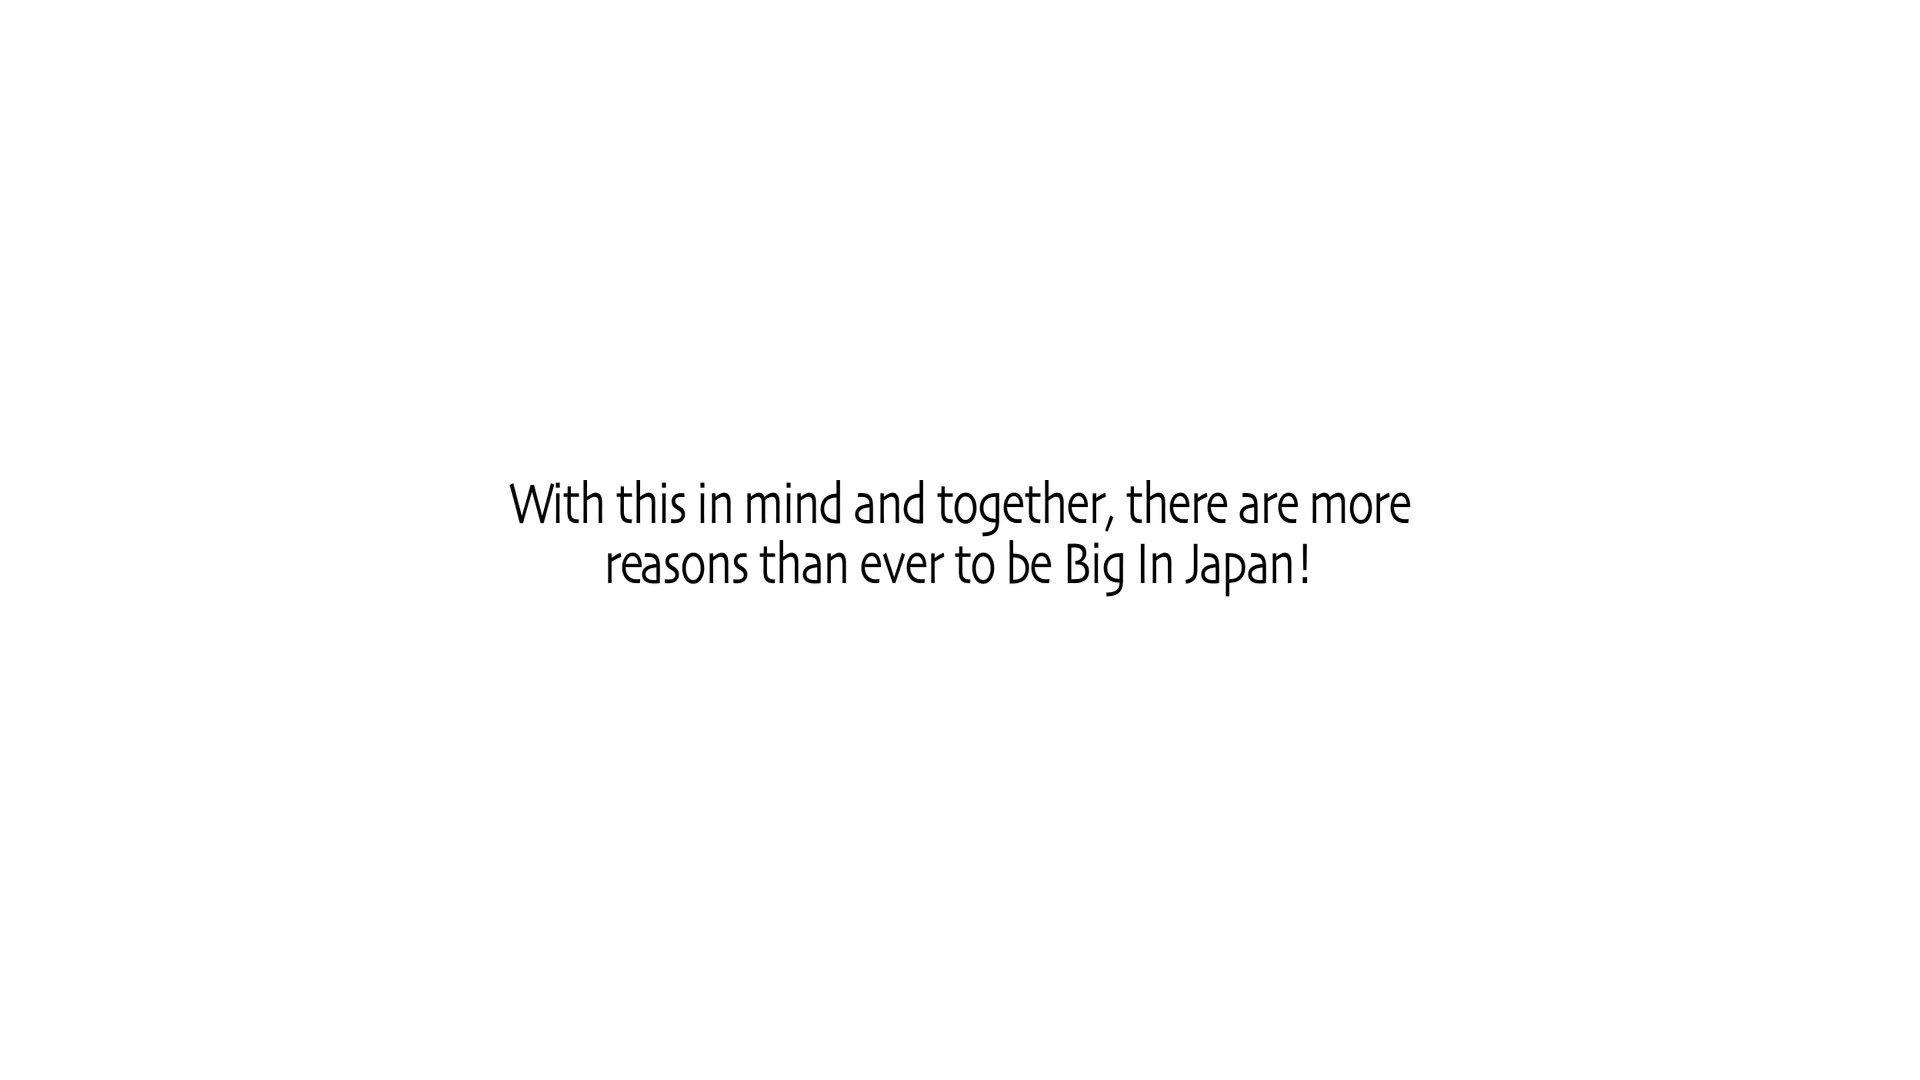 With this in mind and together, there are more
reasons than ever to be Big In Japan!